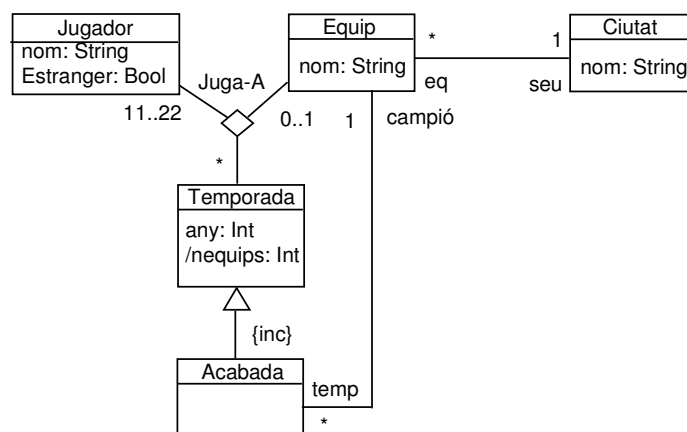 Jugador
nom: String
Estranger: Bool
Juga-A
11..22
Equip
nom: String
0..1
1
campió
*
eq
1
seu
Ciutat
nom: String
*
Temporada
any: Int
/nequips: Int
{inc}
Acabada
temp
*